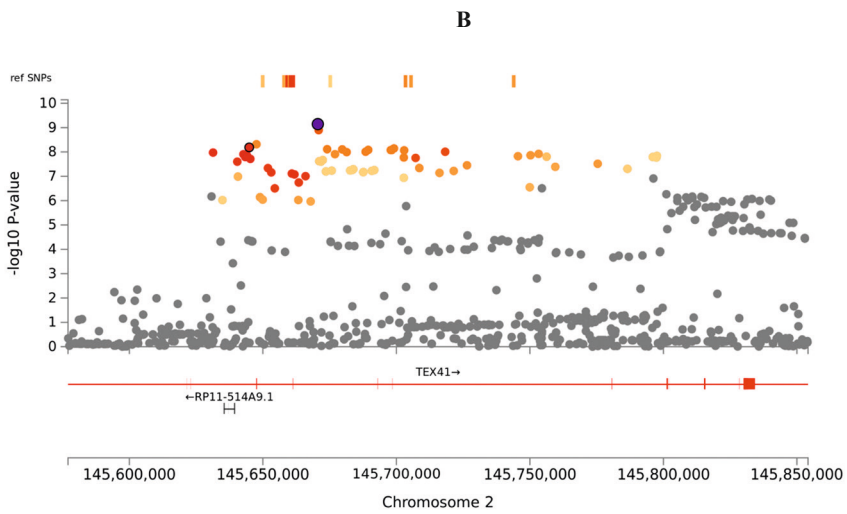 B
ref SNPs
10
9
8
7
6
5
4
3
2
1
0
-log10 P-value
TEX41→
←RP11-514A9.1
145,600,000 145,650,000 145,700,000 145,750,000 145,800,000 145,850,000
Chromosome 2